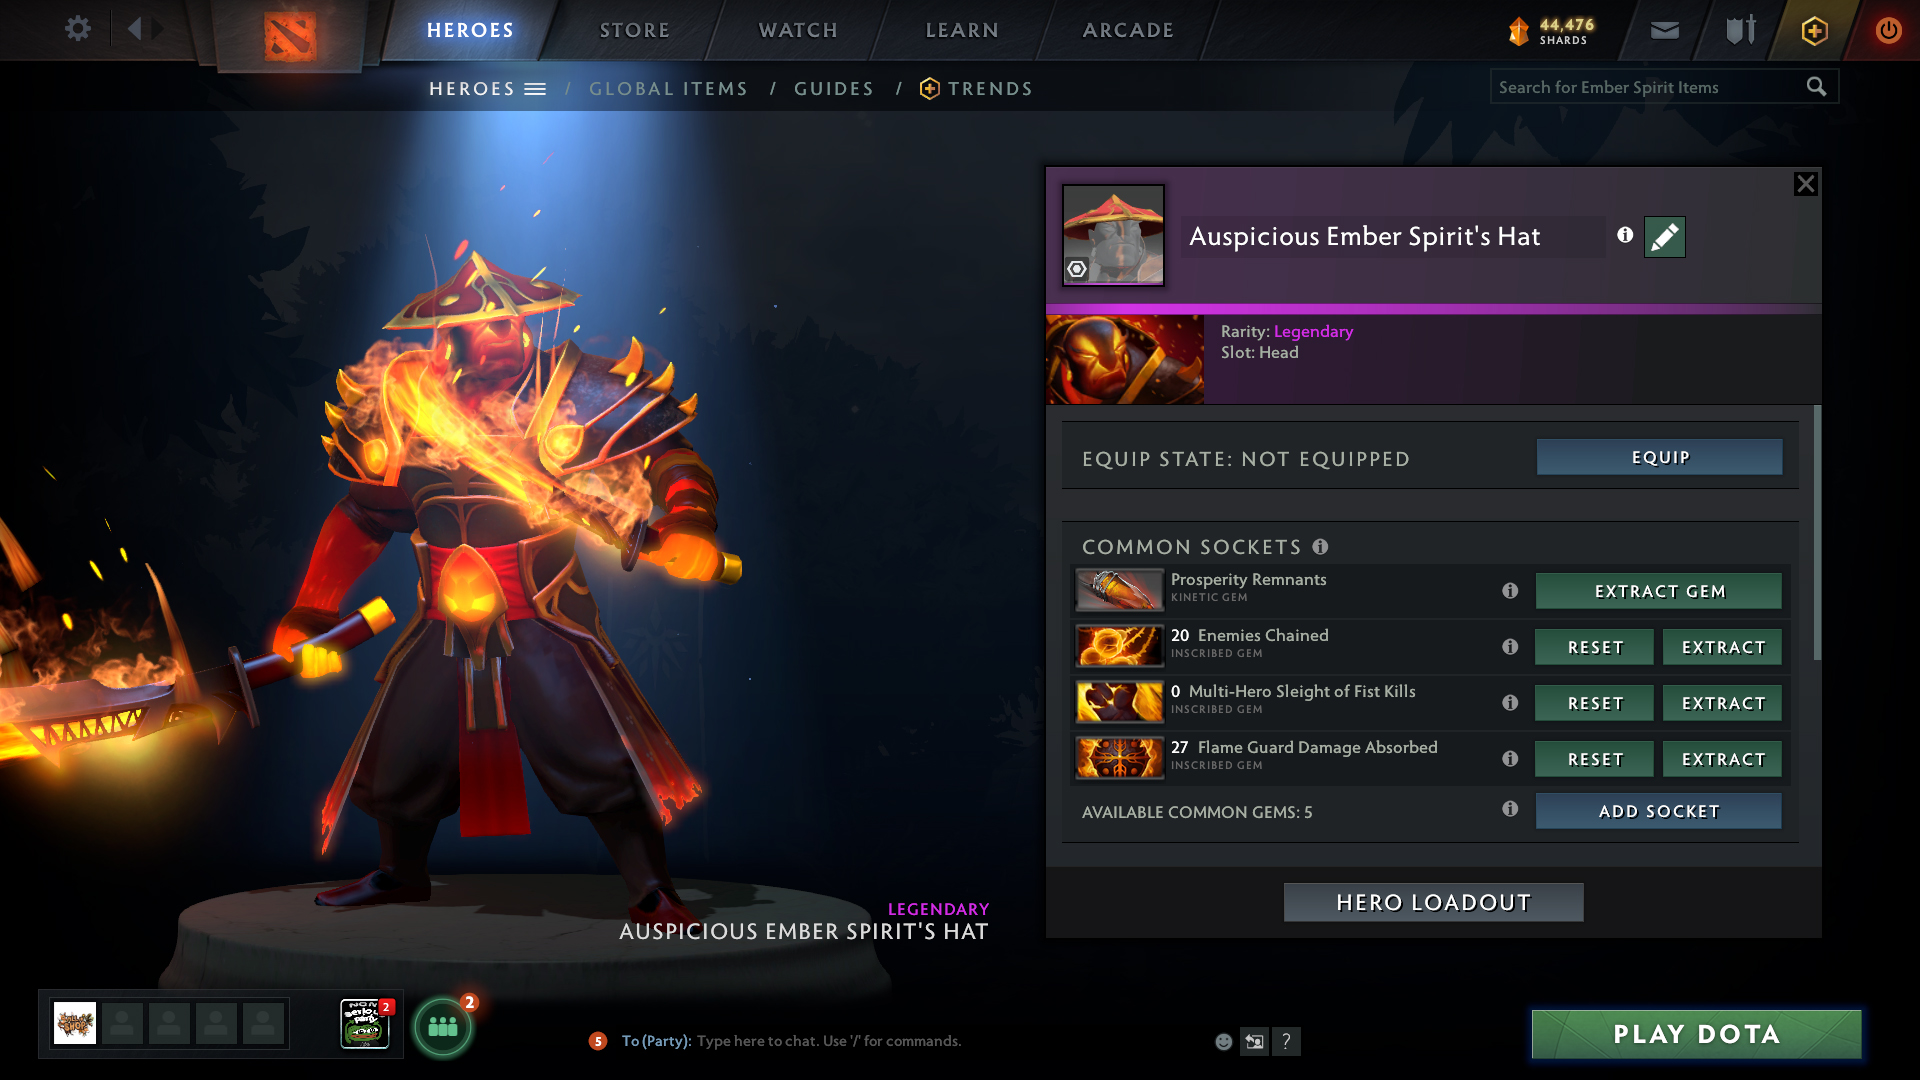 HEROES
STORE
WATCH
LEARN
ARCADE
44,476
SHARDS
HEROES / GLOBAL ITEMS / GUIDES / TRENDS
Search for Ember Spirit Items
Auspicious Ember Spirit's Hat
Rarity: Legendary
Slot: Head
EQUIP STATE: NOT EQUIPPED
EQUIP
COMMON SOCKETS
Prosperity Remnants
KINETIC GEM
EXTRACT GEM
20 Enemies Chained
INSCRIBED GEM
RESET
EXTRACT
0 Multi-Hero Sleight of Fist Kills
INSCRIBED GEM
RESET
EXTRACT
27 Flame Guard Damage Absorbed
INSCRIBED GEM
RESET
EXTRACT
AVAILABLE COMMON GEMS: 5
ADD SOCKET
HERO LOADOUT
LEGENDARY
AUSPICIOUS EMBER SPIRIT'S HAT
2
2
5
To (Party): Type here to chat. Use '/' for commands.
?
PLAY DOTA